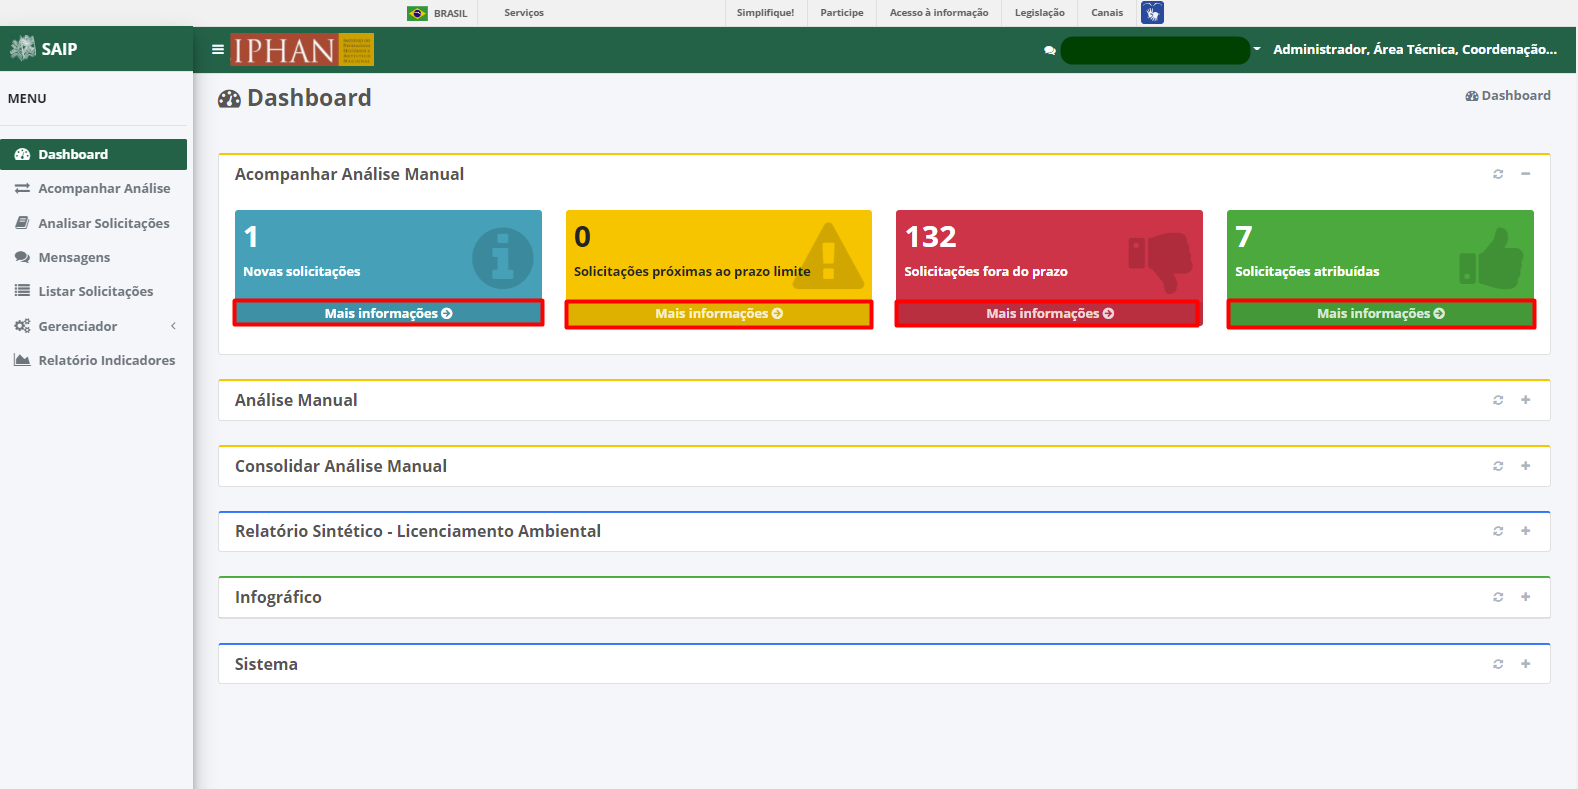 BRASIL
Serviços
Simplifique!
Participe
Acesso à informação
Legislação
Canais
SAIP
IPHAN
Administrador, Área Técnica, Coordenação...
MENU
Dashboard
Acompanhar Análise
Analisar Solicitações
Mensagens
Listar Solicitações
Gerenciador
Relatório Indicadores
Dashboard
Dashboard
Acompanhar Análise Manual
1
Novas solicitações
Mais informações
0
Solicitações próximas ao prazo limite
Mais informações
132
Solicitações fora do prazo
Mais informações
7
Solicitações atribuídas
Mais informações
Análise Manual
Consolidar Análise Manual
Relatório Sintético - Licenciamento Ambiental
Infográfico
Sistema